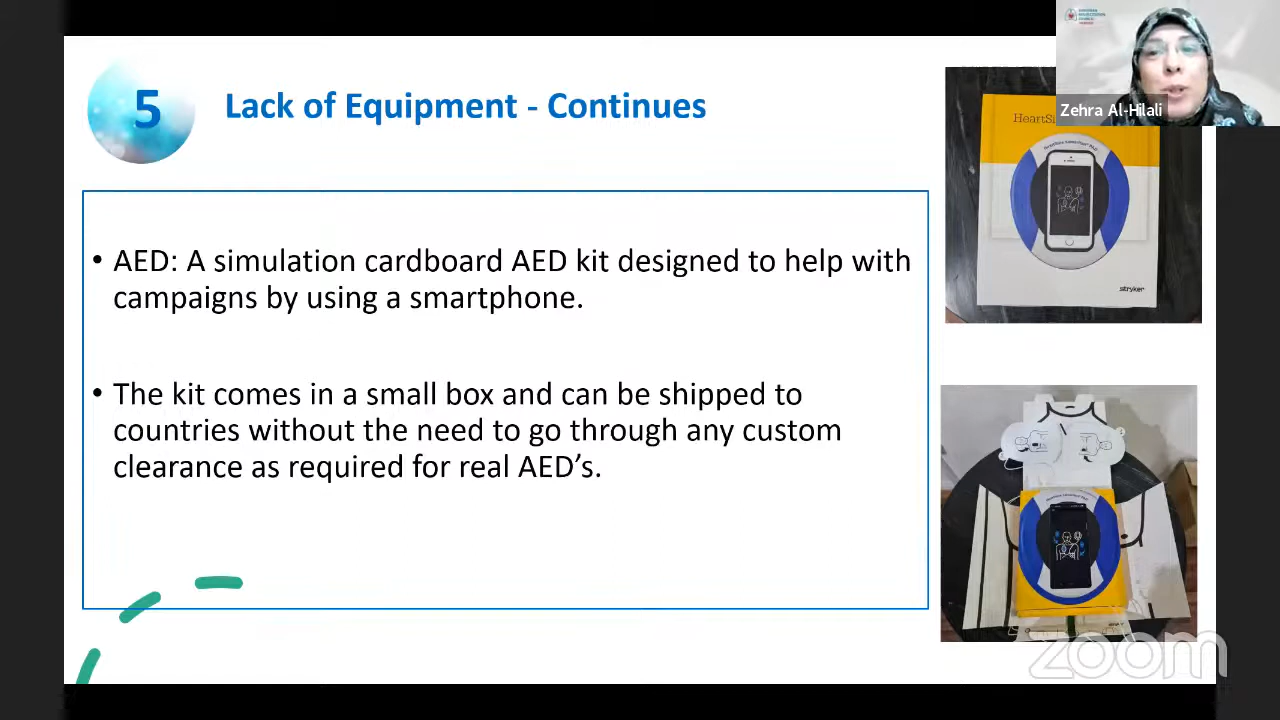 5
Lack of Equipment - Continues
• AED: A simulation cardboard AED kit designed to help with
campaigns by using a smartphone.
• The kit comes in a small box and can be shipped to
countries without the need to go through any custom
clearance as required for real AED’s.
Zehra Al-Hilali
stryker
zoom